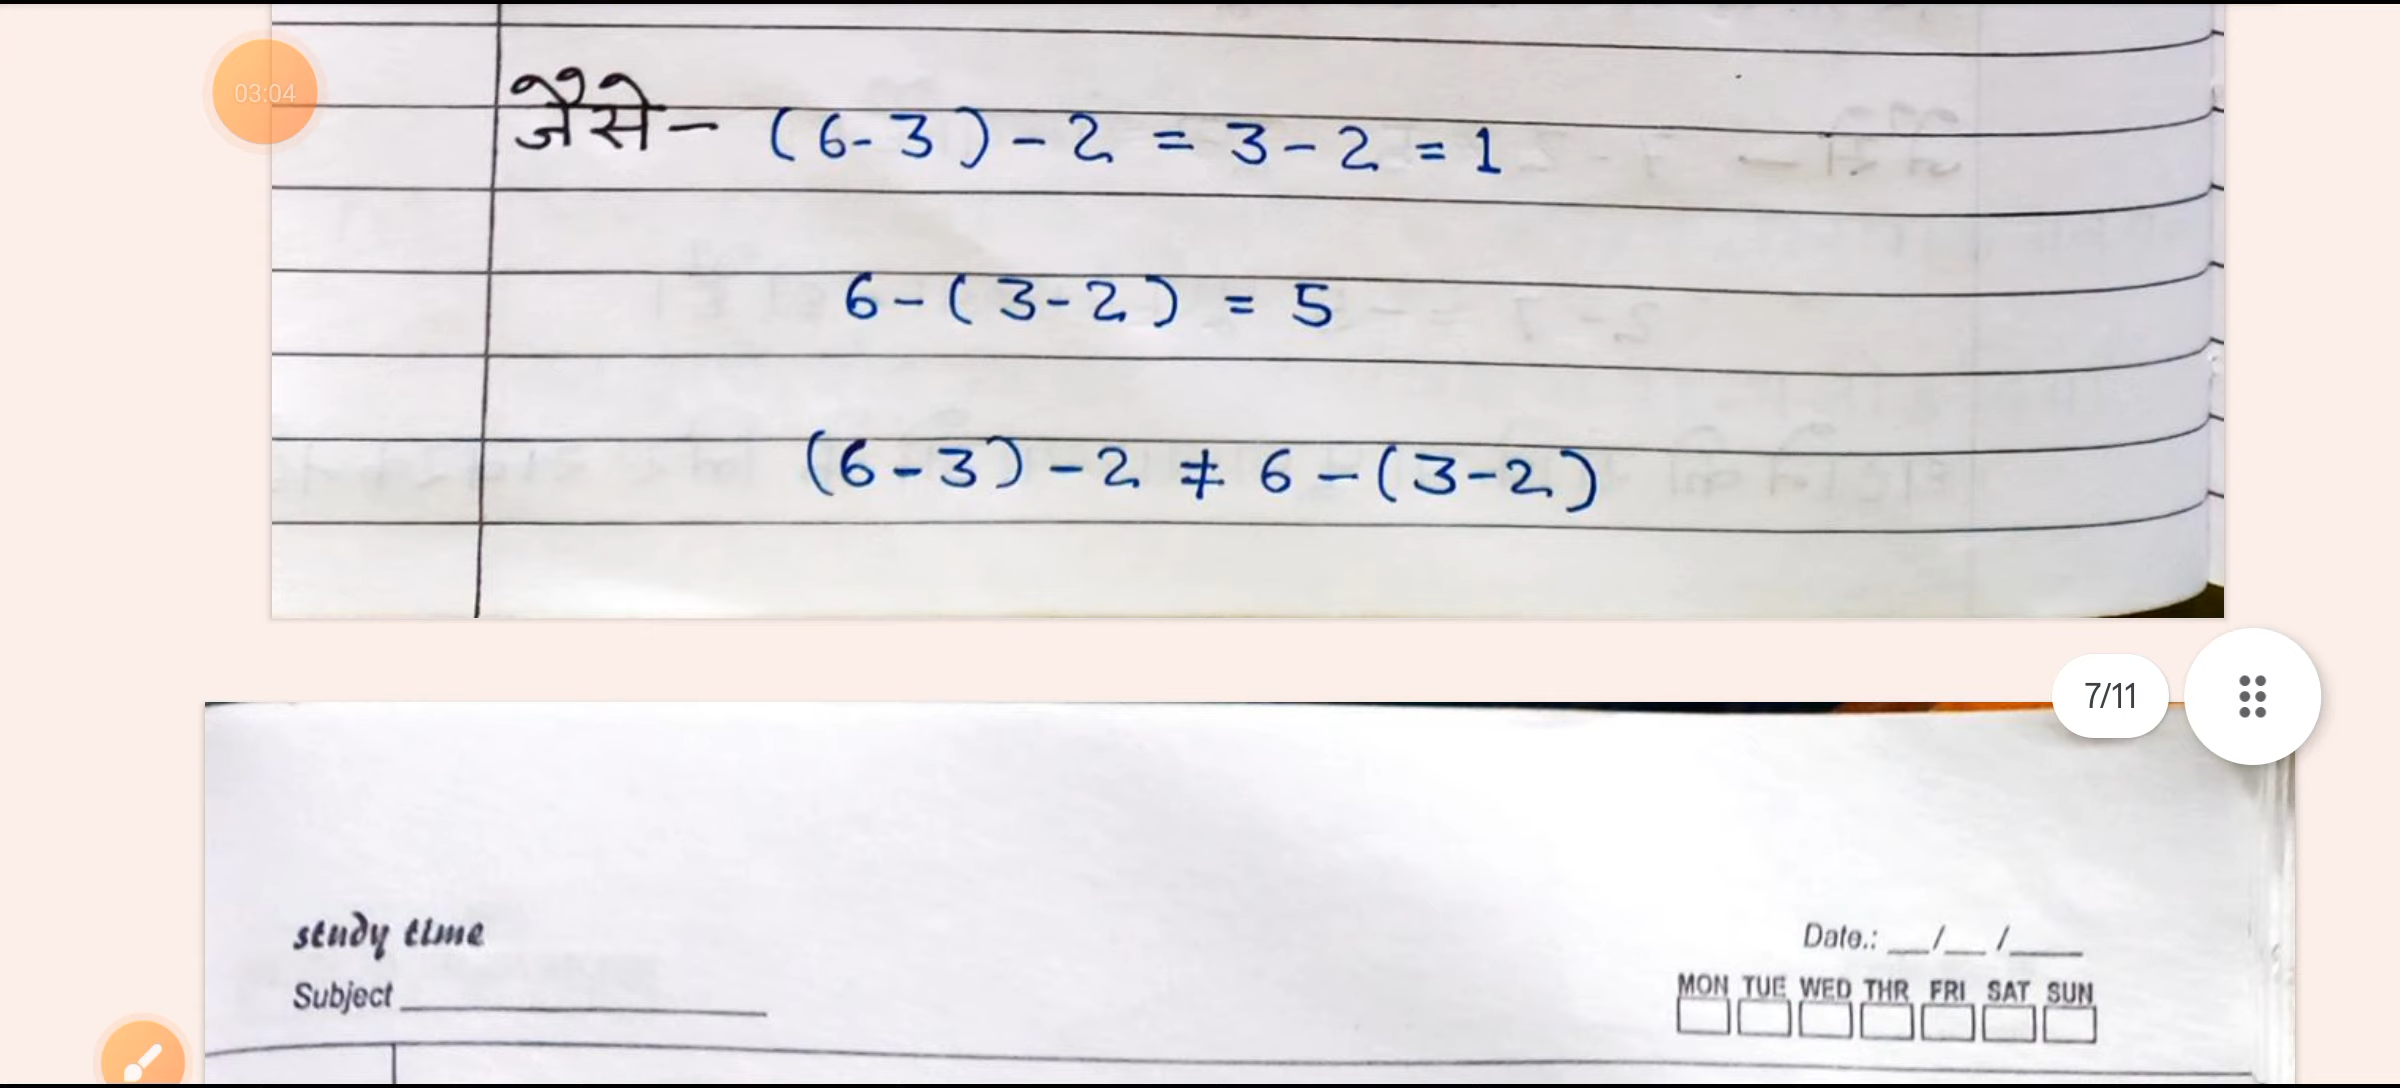 03:04
जैसे- (6-3)-2 = 3-2 = 1
6-(3-2) = 5
(6-3)-2 ≠ 6-(3-2)
7/11
study time
Date.: __/__/____
Subject
MON TUE WED THR FRI SAT SUN